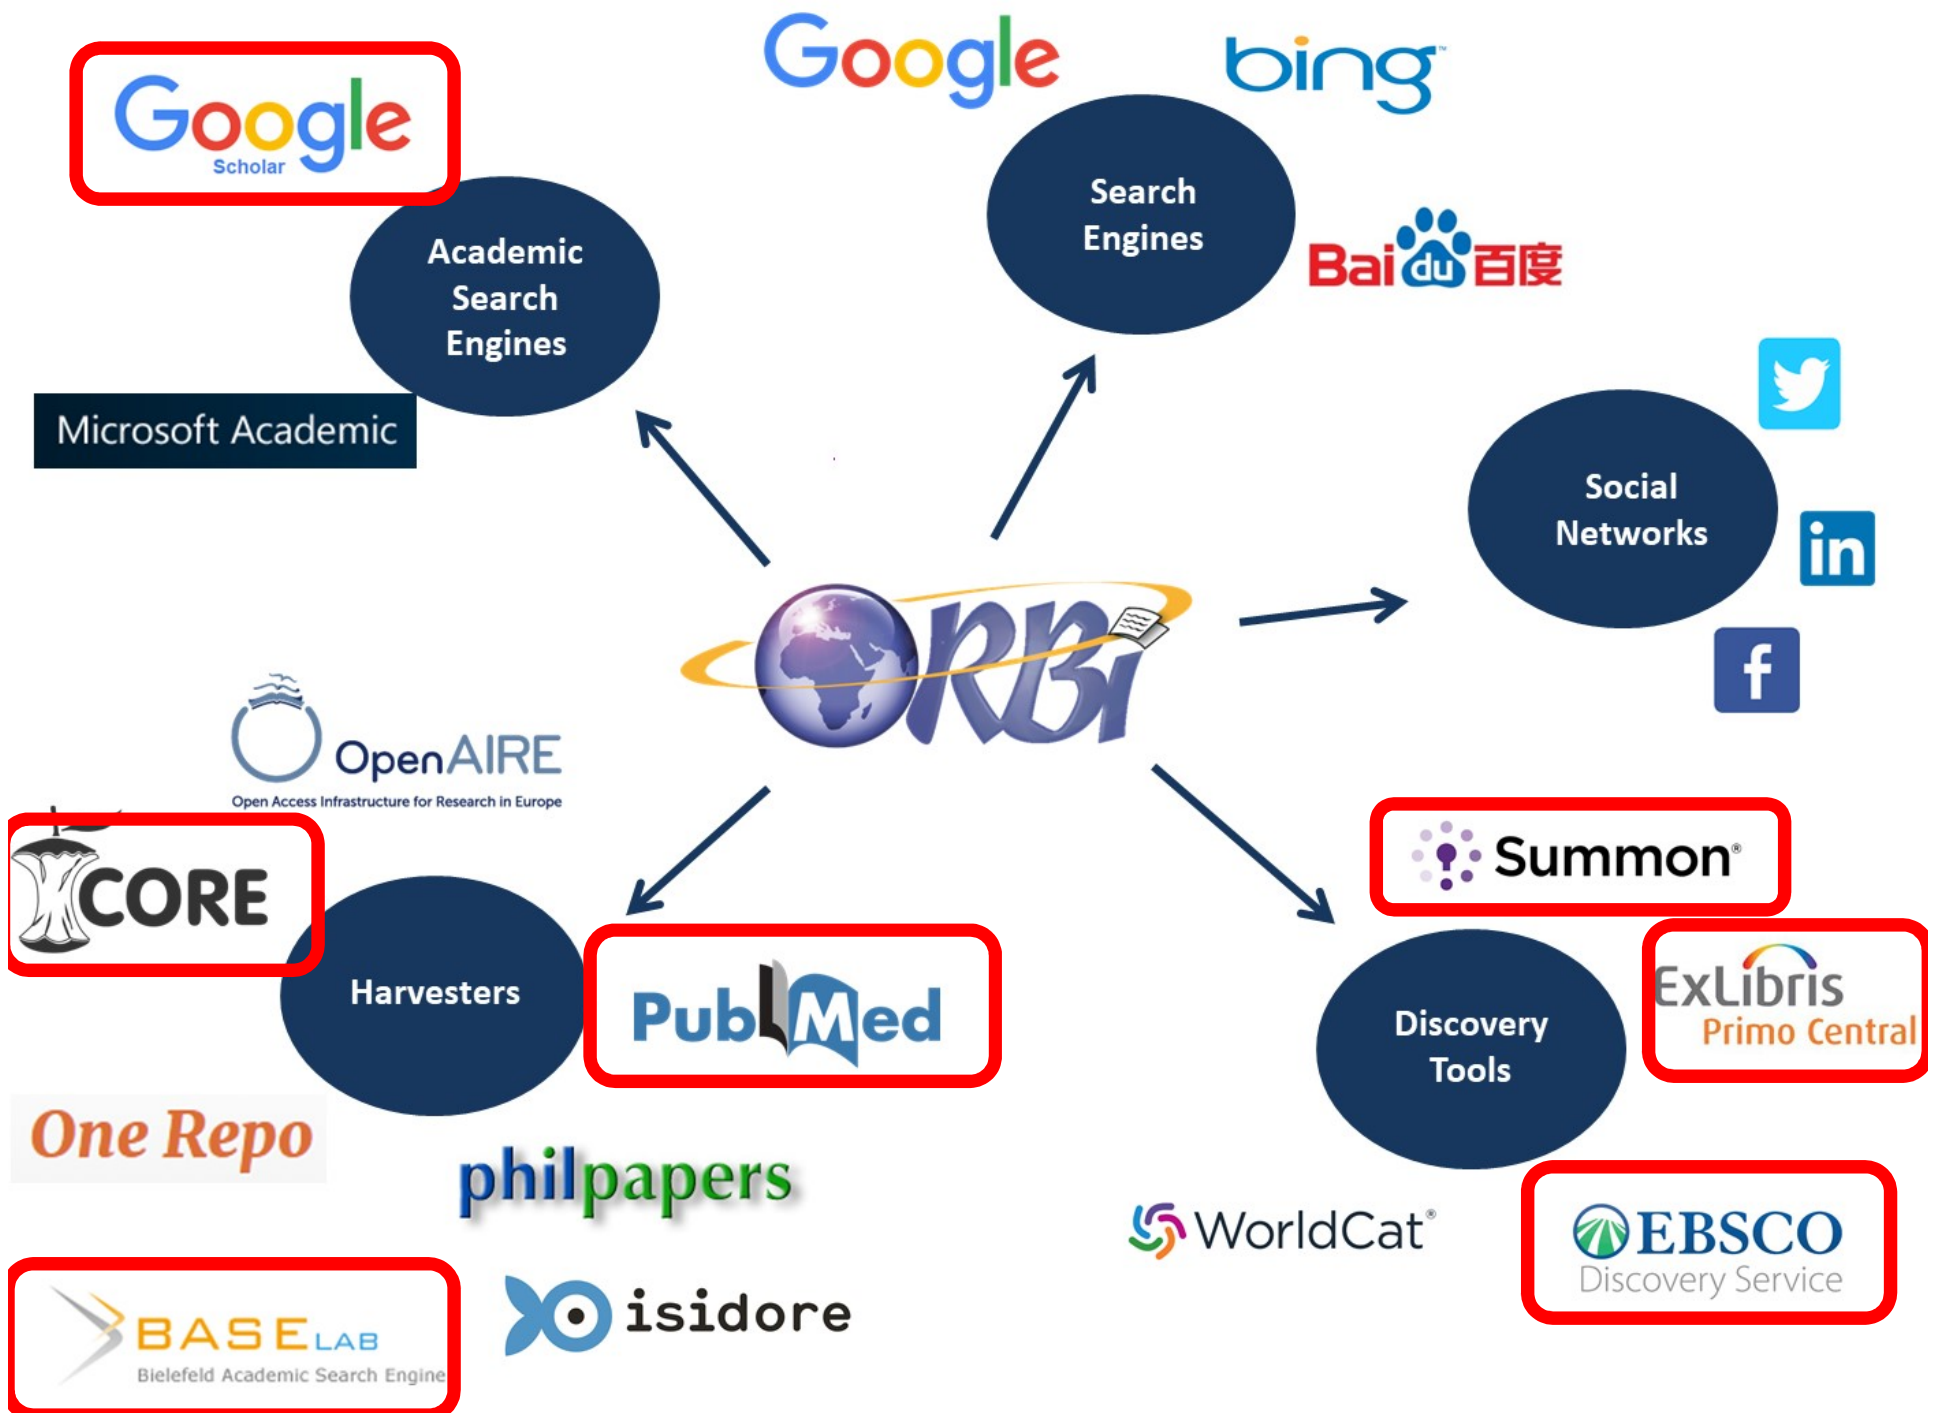 Google
Scholar
Academic
Search
Engines
Microsoft Academic
Google
bing™
Search
Engines
Bai du 百度
Social
Networks
in
f
ORBi
OpenAIRE
Open Access Infrastructure for Research in Europe
CORE
Harvesters
PubMed
One Repo
philpapers
BASE LAB
Bielefeld Academic Search Engine
isidore
Summon®
ExLibris
Primo Central
Discovery
Tools
WorldCat®
EBSCO
Discovery Service